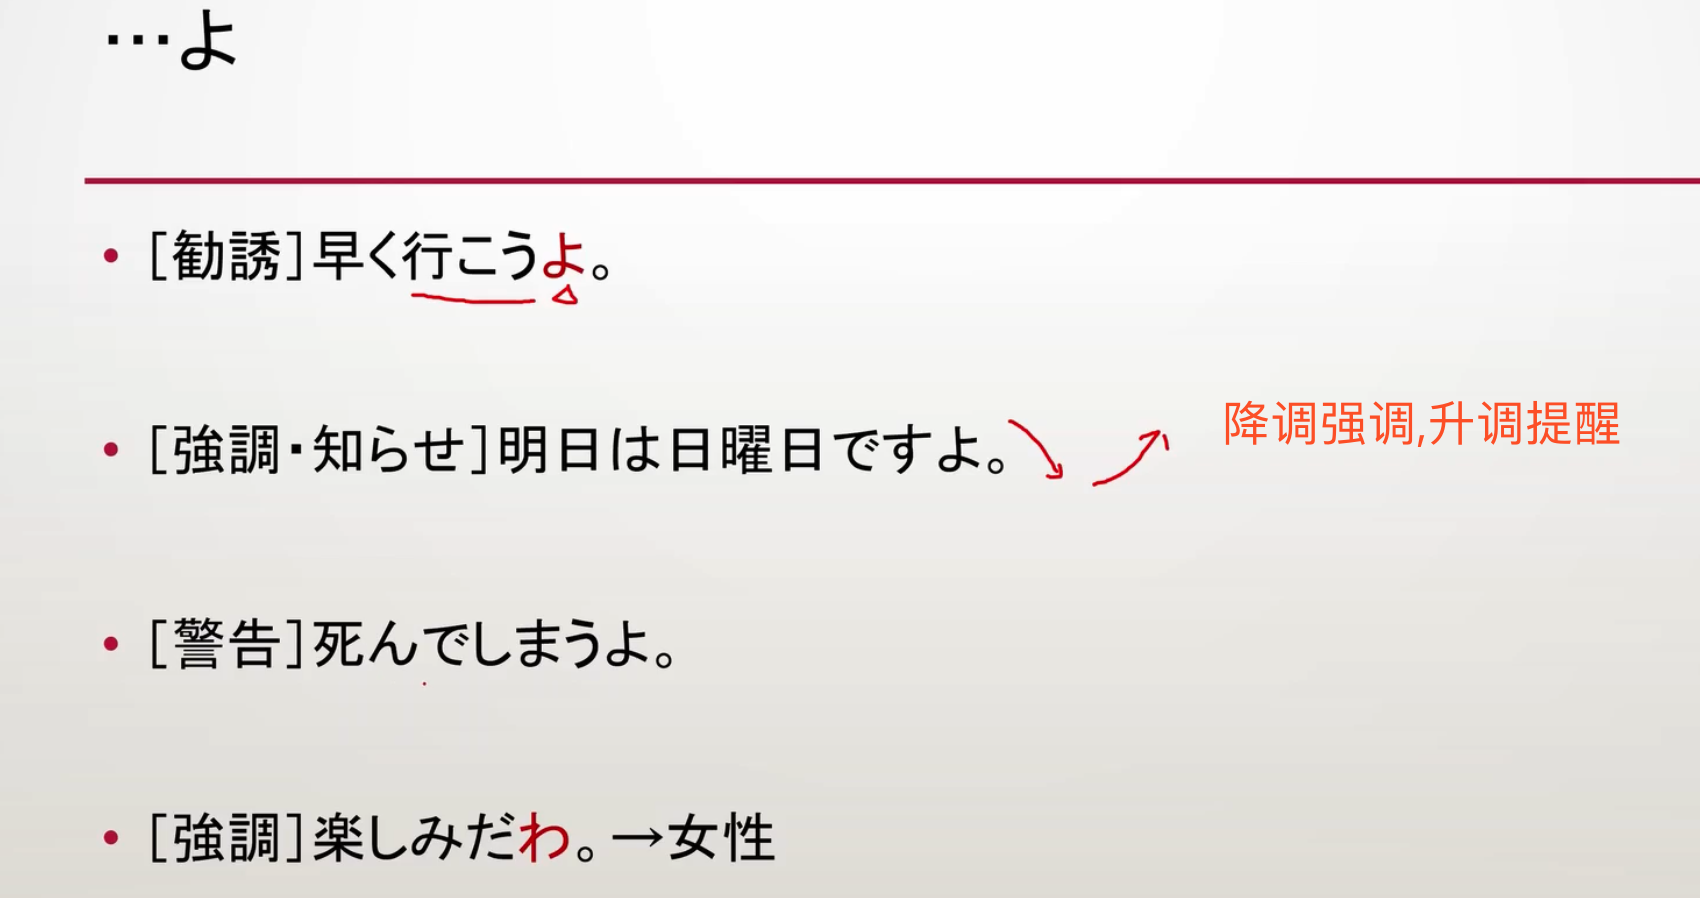 …よ
• [勧誘]早く行こうよ。
• [強調・知らせ]明日は日曜日ですよ。
降调强调,升调提醒
• [警告]死んでしまうよ。
• [強調]楽しみだわ。→女性